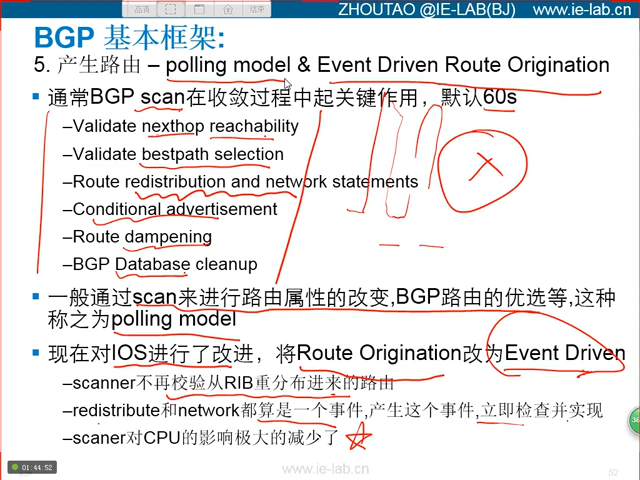 ZHOUTAO @IE-LAB(BJ) www.ie-lab.cn
BGP 基本框架:
5. 产生路由 – polling model & Event Driven Route Origination
通常BGP scan在收敛过程中起关键作用，默认60s
–Validate nexthop reachability
–Validate bestpath selection
–Route redistribution and network statements
–Conditional advertisement
–Route dampening
–BGP Database cleanup
一般通过scan来进行路由属性的改变,BGP路由的优选等,这种
称之为polling model
现在对IOS进行了改进，将Route Origination改为Event Driven
–scanner不再校验从RIB重分布进来的路由
–redistribute和network都算是一个事件,产生这个事件,立即检查并实现
–scaner对CPU的影响极大的减少了
01:44:52
www.ie-lab.cn
52